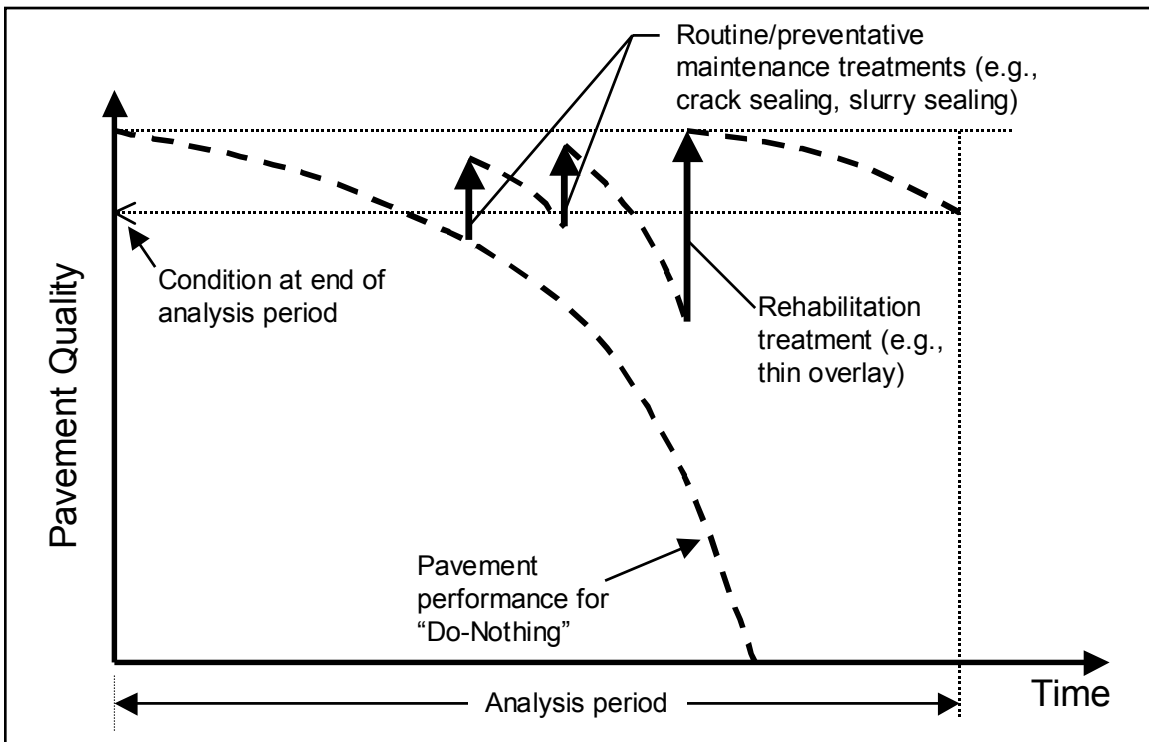 Routine/preventative
maintenance treatments (e.g.,
crack sealing, slurry sealing)
Pavement Quality
Condition at end of
analysis period
Rehabilitation
treatment (e.g.,
thin overlay)
Pavement
performance for
“Do-Nothing”
Analysis period
Time